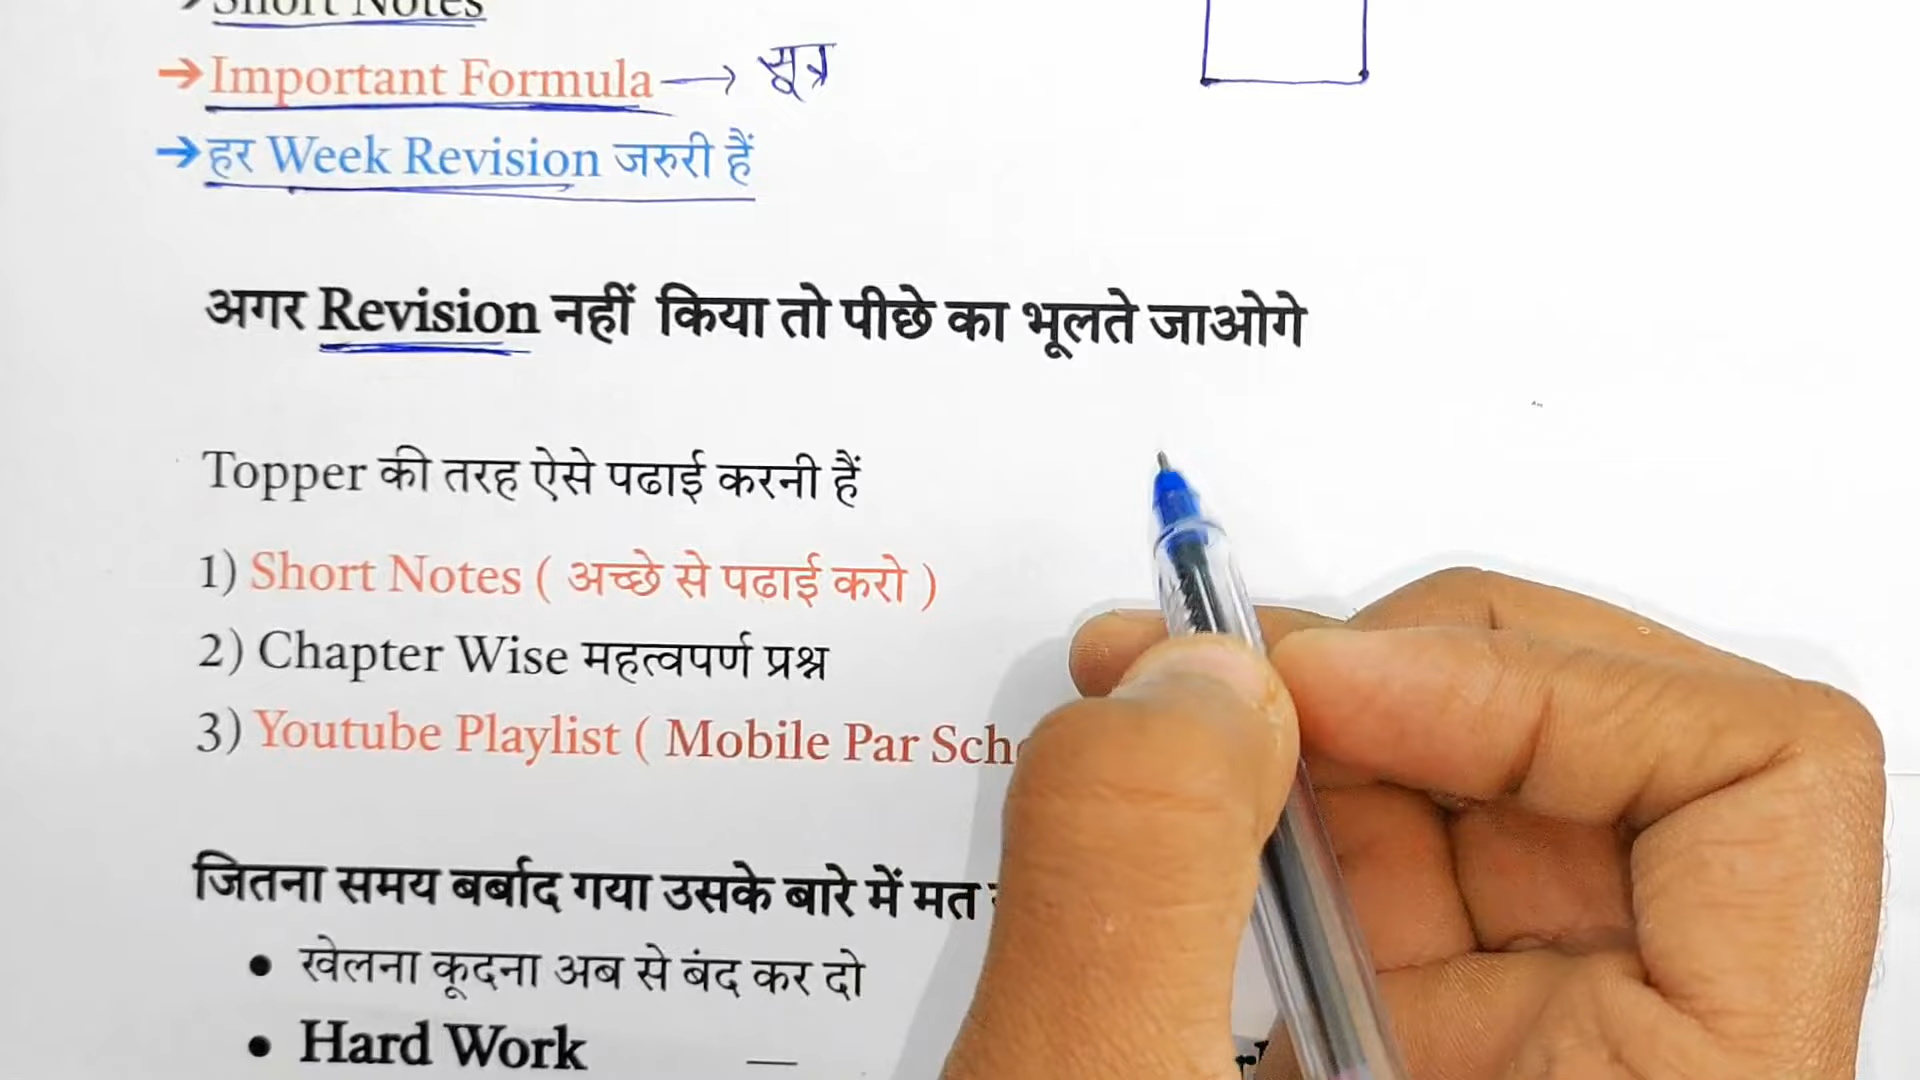 Short Notes
→Important Formula → सूत्र
→हर Week Revision जरुरी हैं
अगर Revision नहीं किया तो पीछे का भूलते जाओगे
Topper की तरह ऐसे पढाई करनी हैं
1) Short Notes ( अच्छे से पढाई करो )
2) Chapter Wise महत्वपर्ण प्रश्न
3) Youtube Playlist ( Mobile Par
जितना समय बर्बाद गया उसके बारे में मत
• खेलना कूदना अब से बंद कर दो
• Hard Work